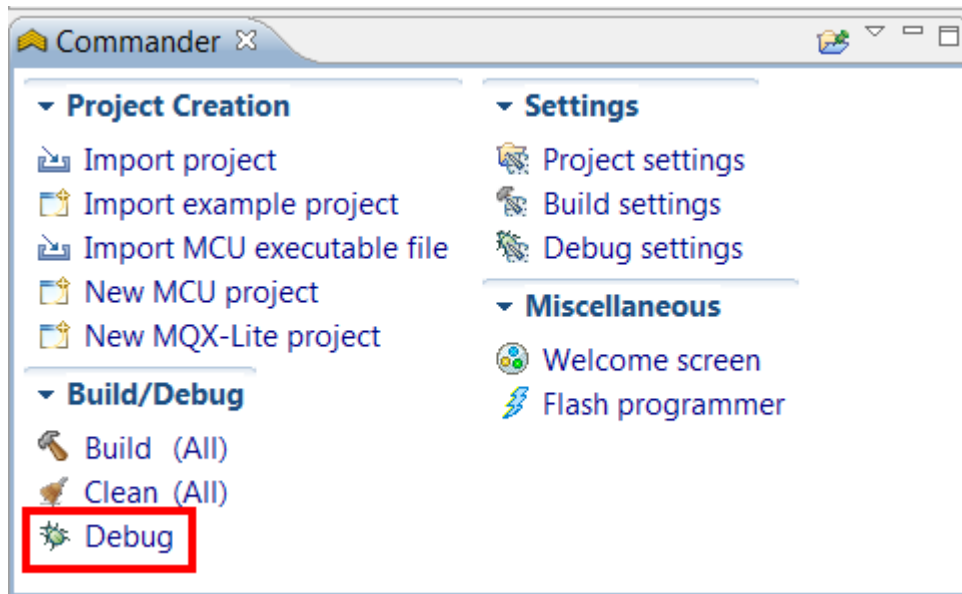 Commander
Project Creation
Import project
Import example project
Import MCU executable file
New MCU project
New MQX-Lite project
Build/Debug
Build (All)
Clean (All)
Debug
Settings
Project settings
Build settings
Debug settings
Miscellaneous
Welcome screen
Flash programmer